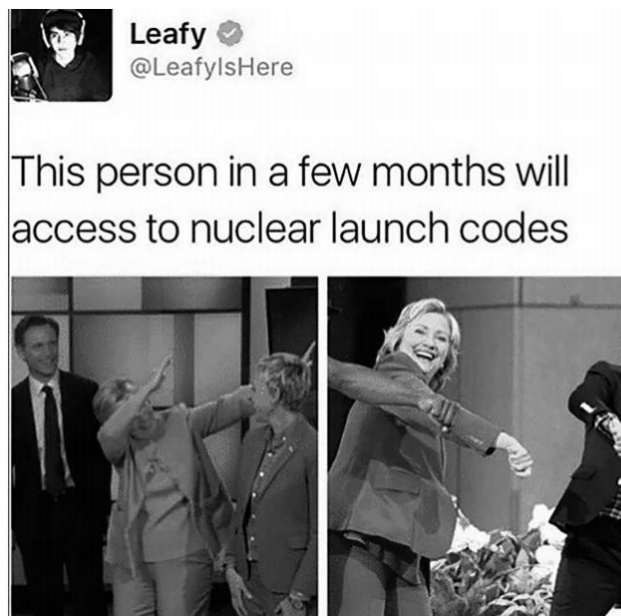 Leafy
@LeafyIsHere
This person in a few months will
access to nuclear launch codes